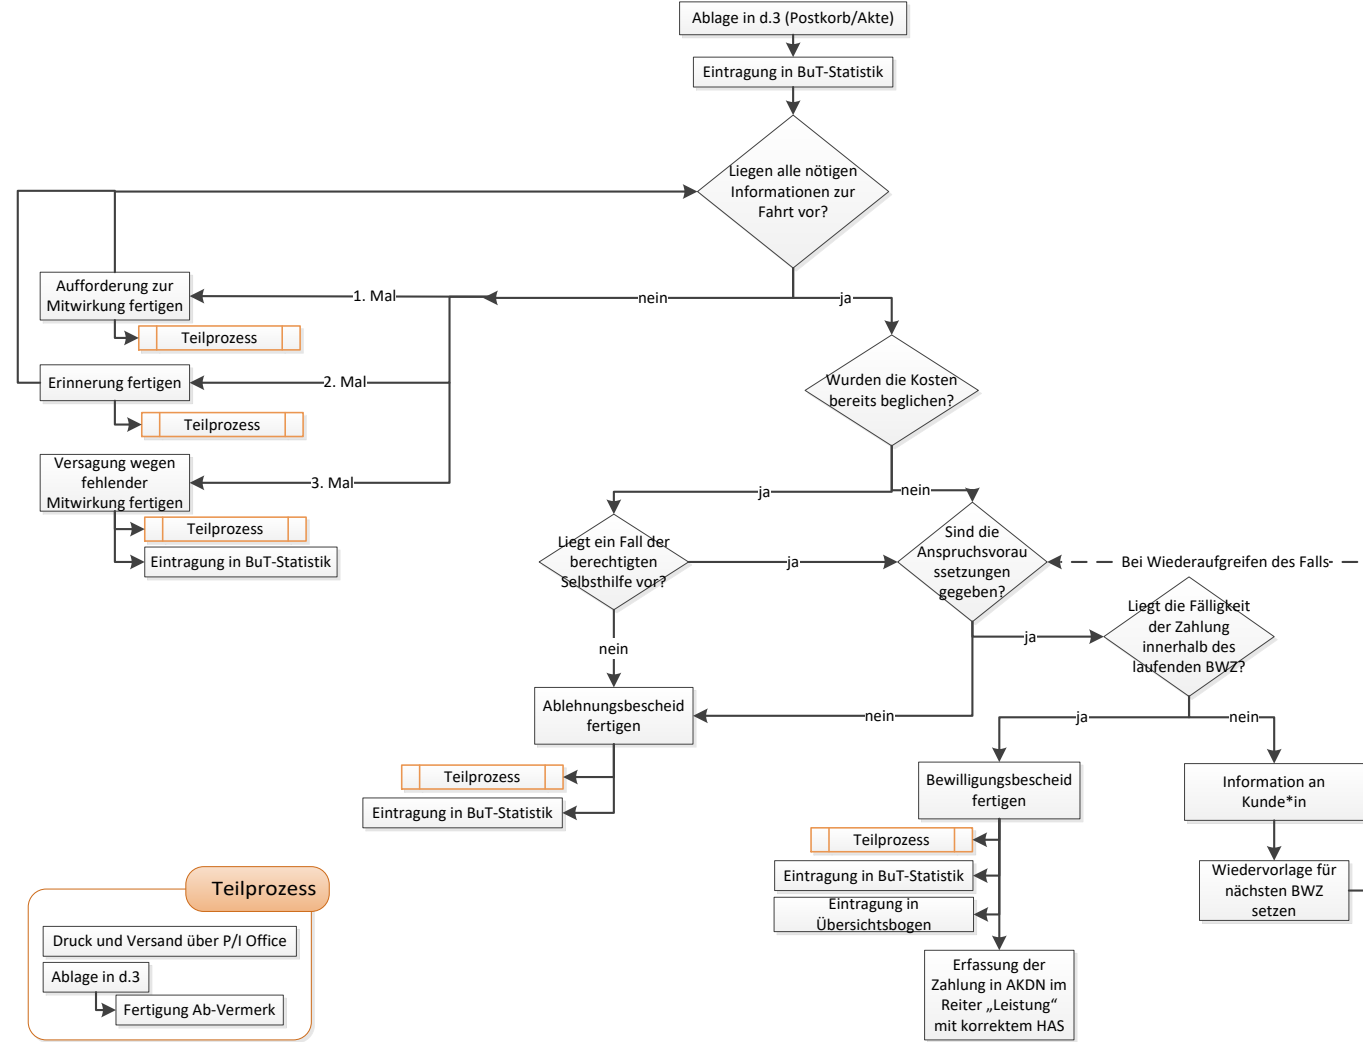 Ablage in d.3 (Postkorb/Akte)
Eintragung in BuT-Statistik
Liegen alle nötigen
Informationen zur
Fahrt vor?
nein
ja
1. Mal
Aufforderung zur
Mitwirkung fertigen
Teilprozess
2. Mal
Erinnerung fertigen
Teilprozess
3. Mal
Versagung wegen
fehlender
Mitwirkung fertigen
Teilprozess
Eintragung in BuT-Statistik
Wurden die Kosten
bereits beglichen?
ja
nein
Liegt ein Fall der
berechtigten
Selbsthilfe vor?
ja
nein
Sind die
Anspruchsvorau
ssetzungen
gegeben?
Bei Wiederaufgreifen des Falls
ja
nein
Liegt die Fälligkeit
der Zahlung
innerhalb des
laufenden BWZ?
ja
nein
Ablehnungsbescheid
fertigen
Teilprozess
Eintragung in BuT-Statistik
Bewilligungsbescheid
fertigen
Teilprozess
Eintragung in BuT-Statistik
Eintragung in
Übersichtsbogen
Erfassung der
Zahlung in AKDN im
Reiter „Leistung“
mit korrektem HAS
Information an
Kunde*in
Wiedervorlage für
nächsten BWZ
setzen
Teilprozess
Druck und Versand über P/I Office
Ablage in d.3
Fertigung Ab-Vermerk